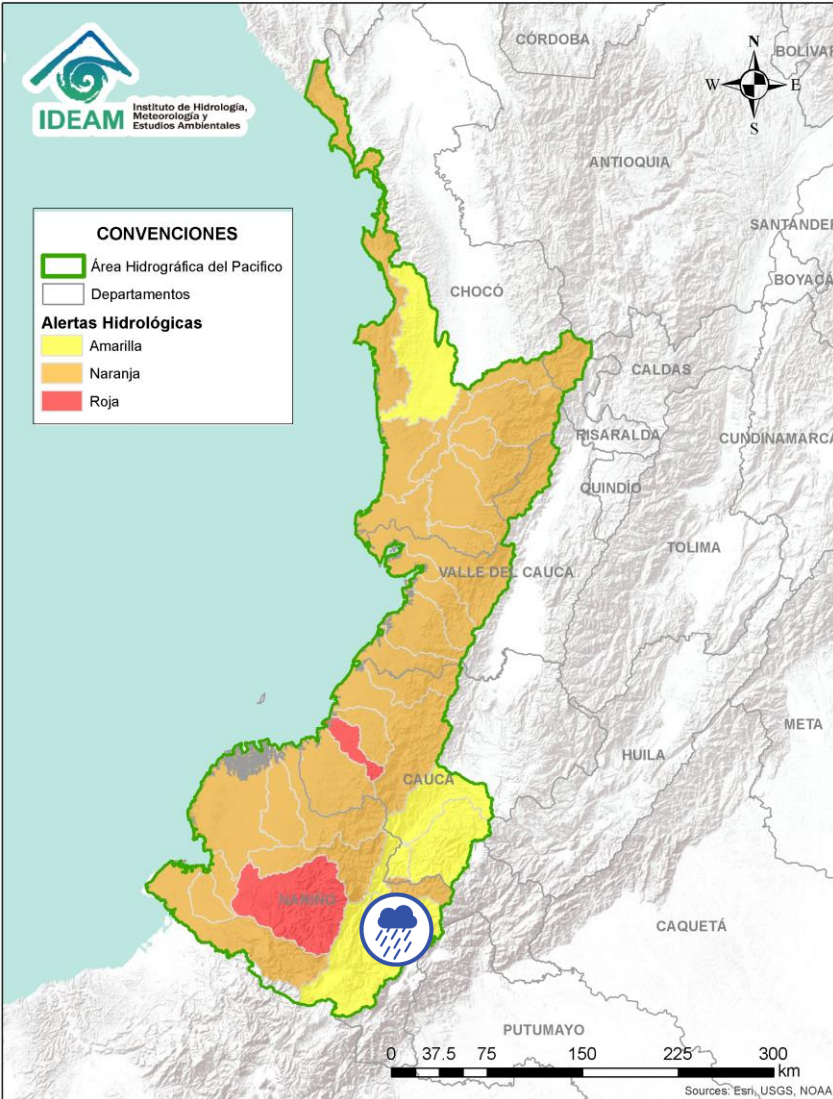 IDEAM
Instituto de Hidrología,
Meteorología y
Estudios Ambientales
CÓRDOBA
BOLÍVAR
N
W
E
S
ANTIOQUIA
SANTANDER
CONVENCIONES
Área Hidrográfica del Pacifico
Departamentos
Alertas Hidrológicas
Amarilla
Naranja
Roja
BOYACÁ
CHOCÓ
CALDAS
RISARALDA
CUNDINAMARCA
QUINDÍO
TOLIMA
VALLE DEL CAUCA
META
HUILA
CAUCA
NARIÑO
CAQUETÁ
PUTUMAYO
0 37.5 75 150 225 300
km
Sources: Esri, USGS, NOAA